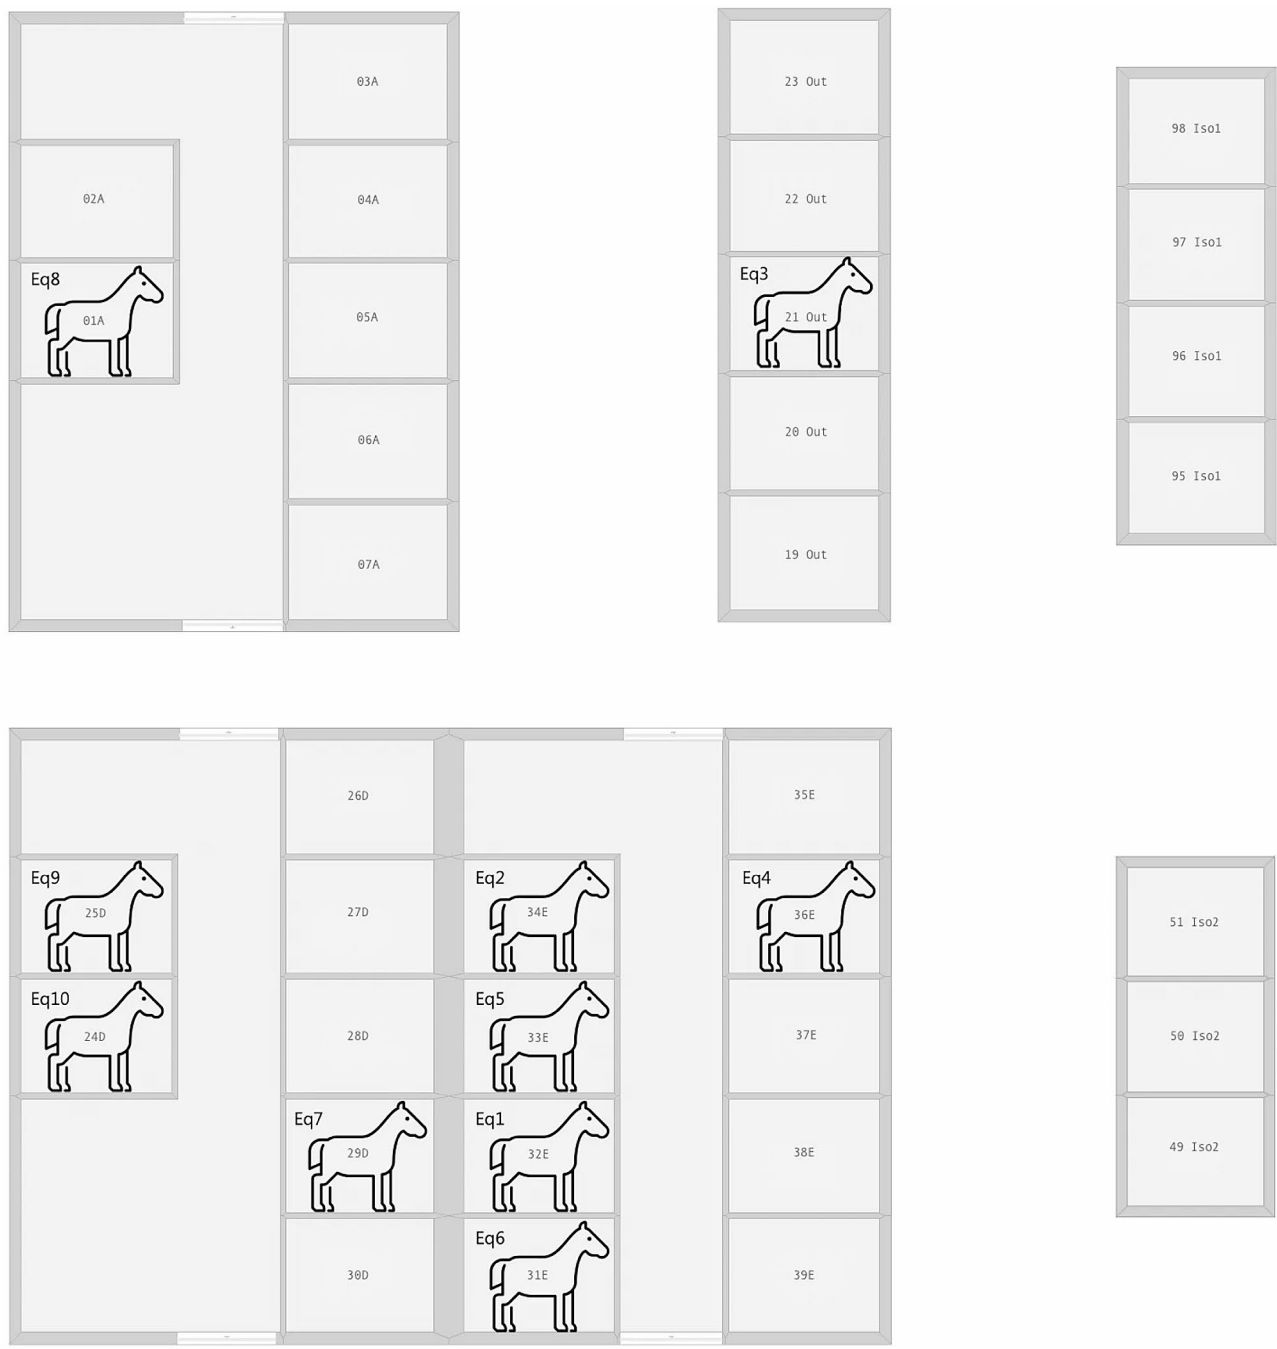 03A
02A
04A
Eq8
01A
05A
06A
07A
23 Out
22 Out
Eq3
21 Out
20 Out
19 Out
98 Iso1
97 Iso1
96 Iso1
95 Iso1
26D
Eq9
25D
27D
Eq10
24D
28D
Eq7
29D
30D
35E
Eq2
34E
Eq4
36E
Eq5
33E
37E
Eq1
32E
38E
Eq6
31E
39E
51 Iso2
50 Iso2
49 Iso2